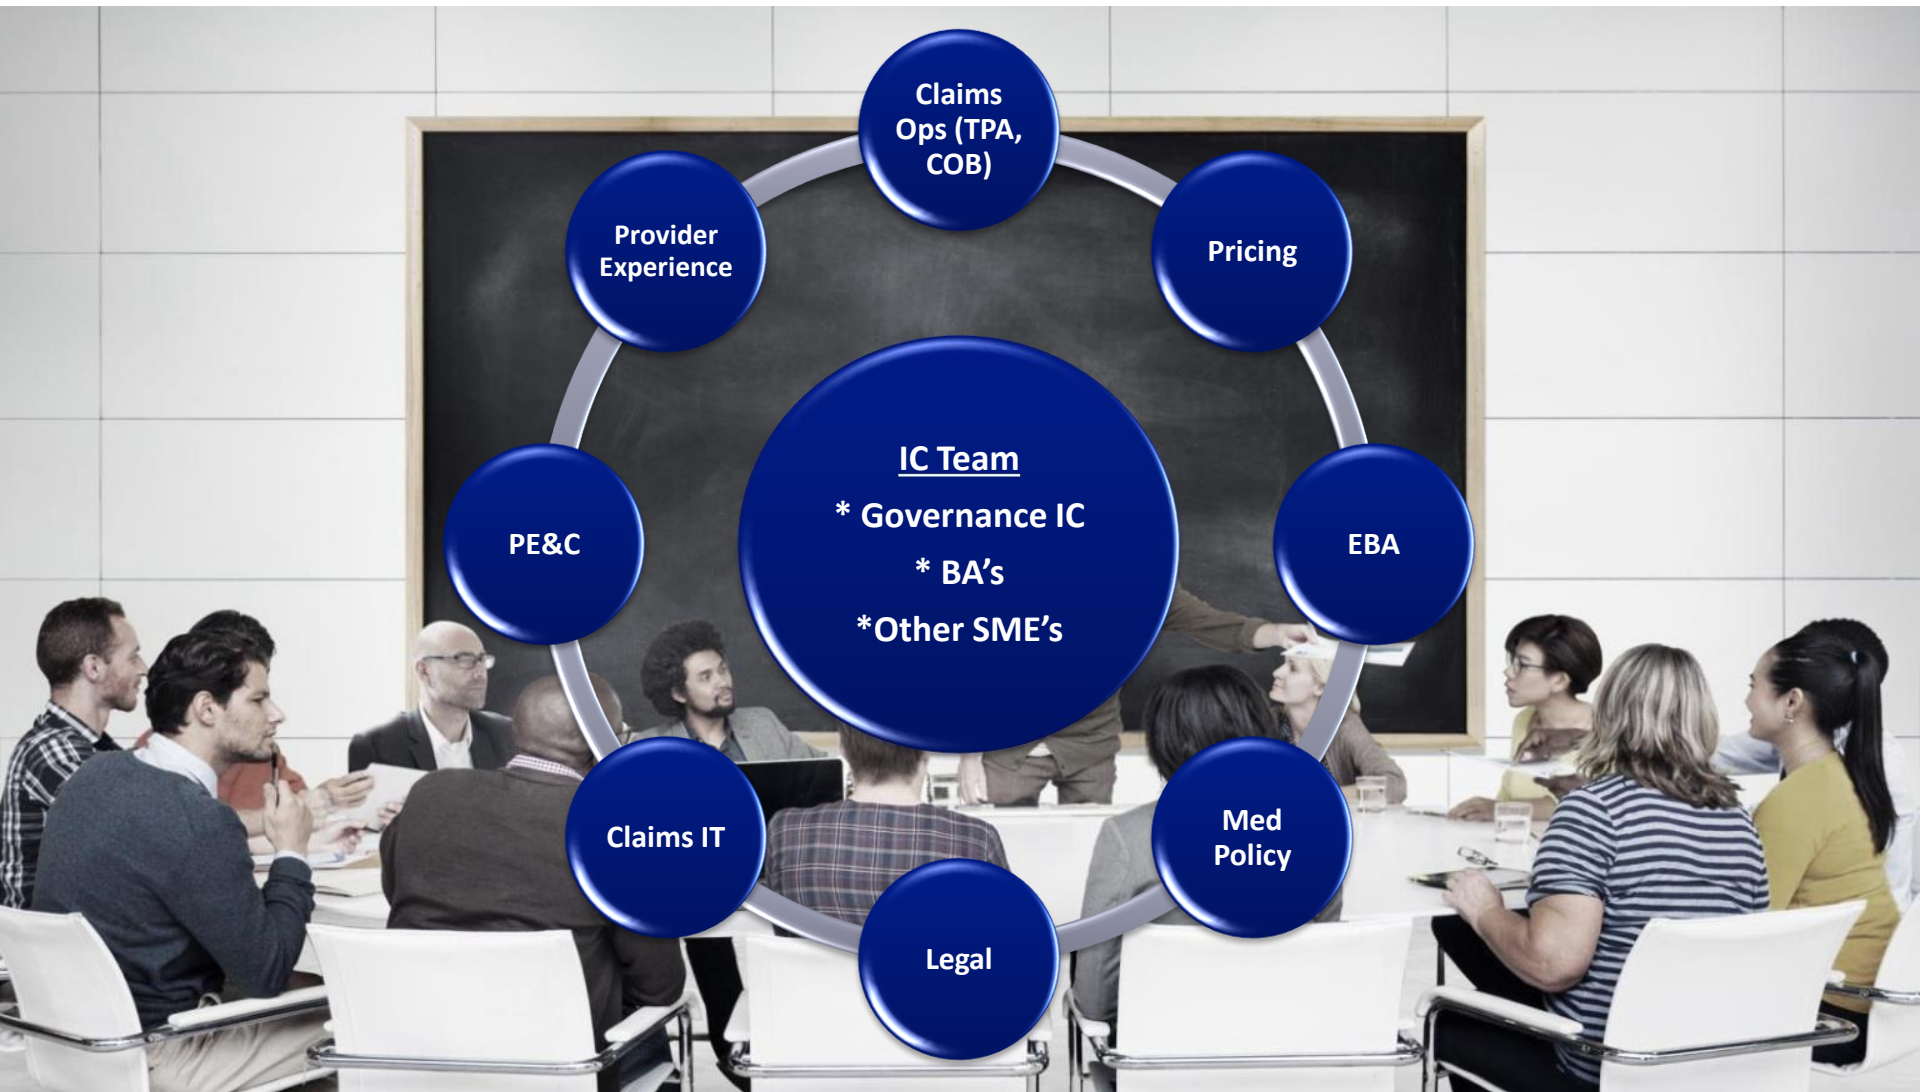 Claims
Ops (TPA,
COB)
Pricing
EBA
Med
Policy
Legal
Claims IT
PE&C
Provider
Experience
IC Team
* Governance IC
* BA’s
*Other SME’s